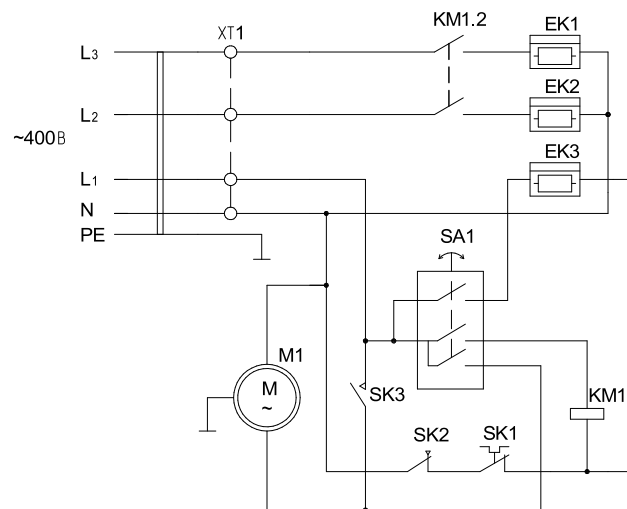 XT1
KM1.2
EK1
L3
EK2
L2
~400В
EK3
L1
N
PE
SA1
M1
M
~
SK3
KM1
SK2
SK1